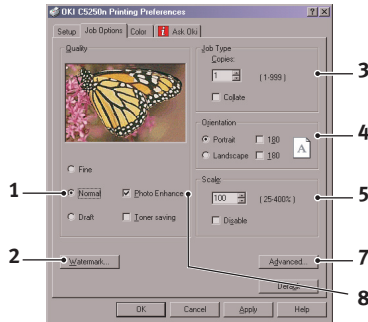 OKI C5250n Printing Preferences
Setup Job Options Color Ask Oki
Quality
Fine
Normal
Draft
Photo Enhance
Toner saving
Watermark...
Job Type
Copies:
1 (1-999)
Collate
Orientation
Portrait 180
Landscape 180
A
Scale:
100 (25-400%)
Disable
Advanced...
Default
OK Cancel Apply Help
1
2
3
4
5
7
8